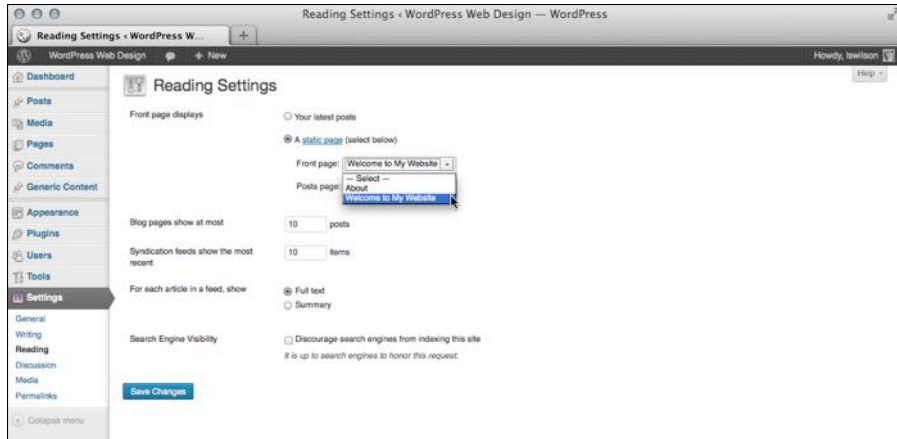 Reading Settings ‹ WordPress Web Design — WordPress
Reading Settings ‹ WordPress W... +
WordPress Web Design + New Howdy, lswilson
Help
Dashboard
Posts
Media
Pages
Comments
Generic Content
Appearance
Plugins
Users
Tools
Settings
General
Writing
Reading
Discussion
Media
Permalinks
Collapse menu
Reading Settings
Front page displays
Your latest posts
A static page (select below)
Front page: Welcome to My Website
— Select —
About
Welcome to My Website
Posts page:
Blog pages show at most 10 posts
Syndication feeds show the most recent 10 items
For each article in a feed, show
Full text
Summary
Search Engine Visibility
Discourage search engines from indexing this site
It is up to search engines to honor this request.
Save Changes